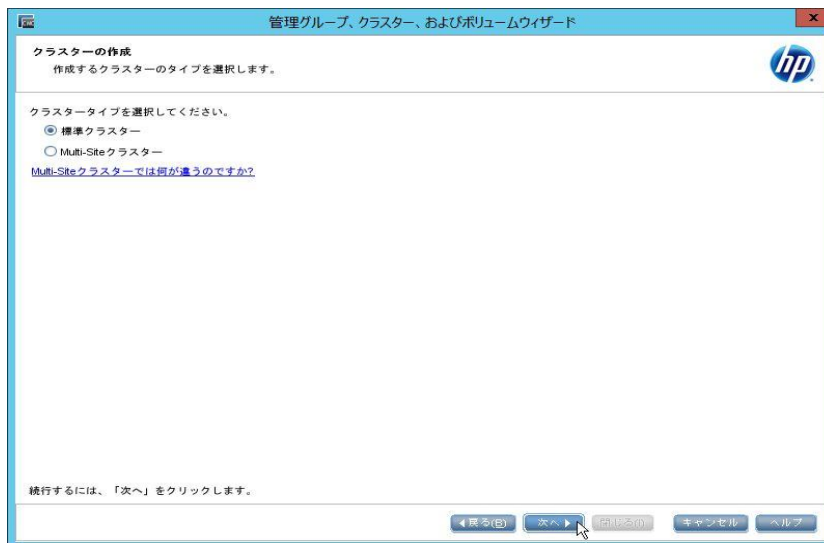 CMC
管理グループ、クラスター、およびボリュームウィザード
x
クラスターの作成
作成するクラスターのタイプを選択します。
hp
クラスタータイプを選択してください。
標準クラスター
Multi-Siteクラスター
Multi-Siteクラスターでは何が違うのですか?
続行するには、「次へ」をクリックします。
戻る(B) 次へ 閉じる(I) キャンセル ヘルプ